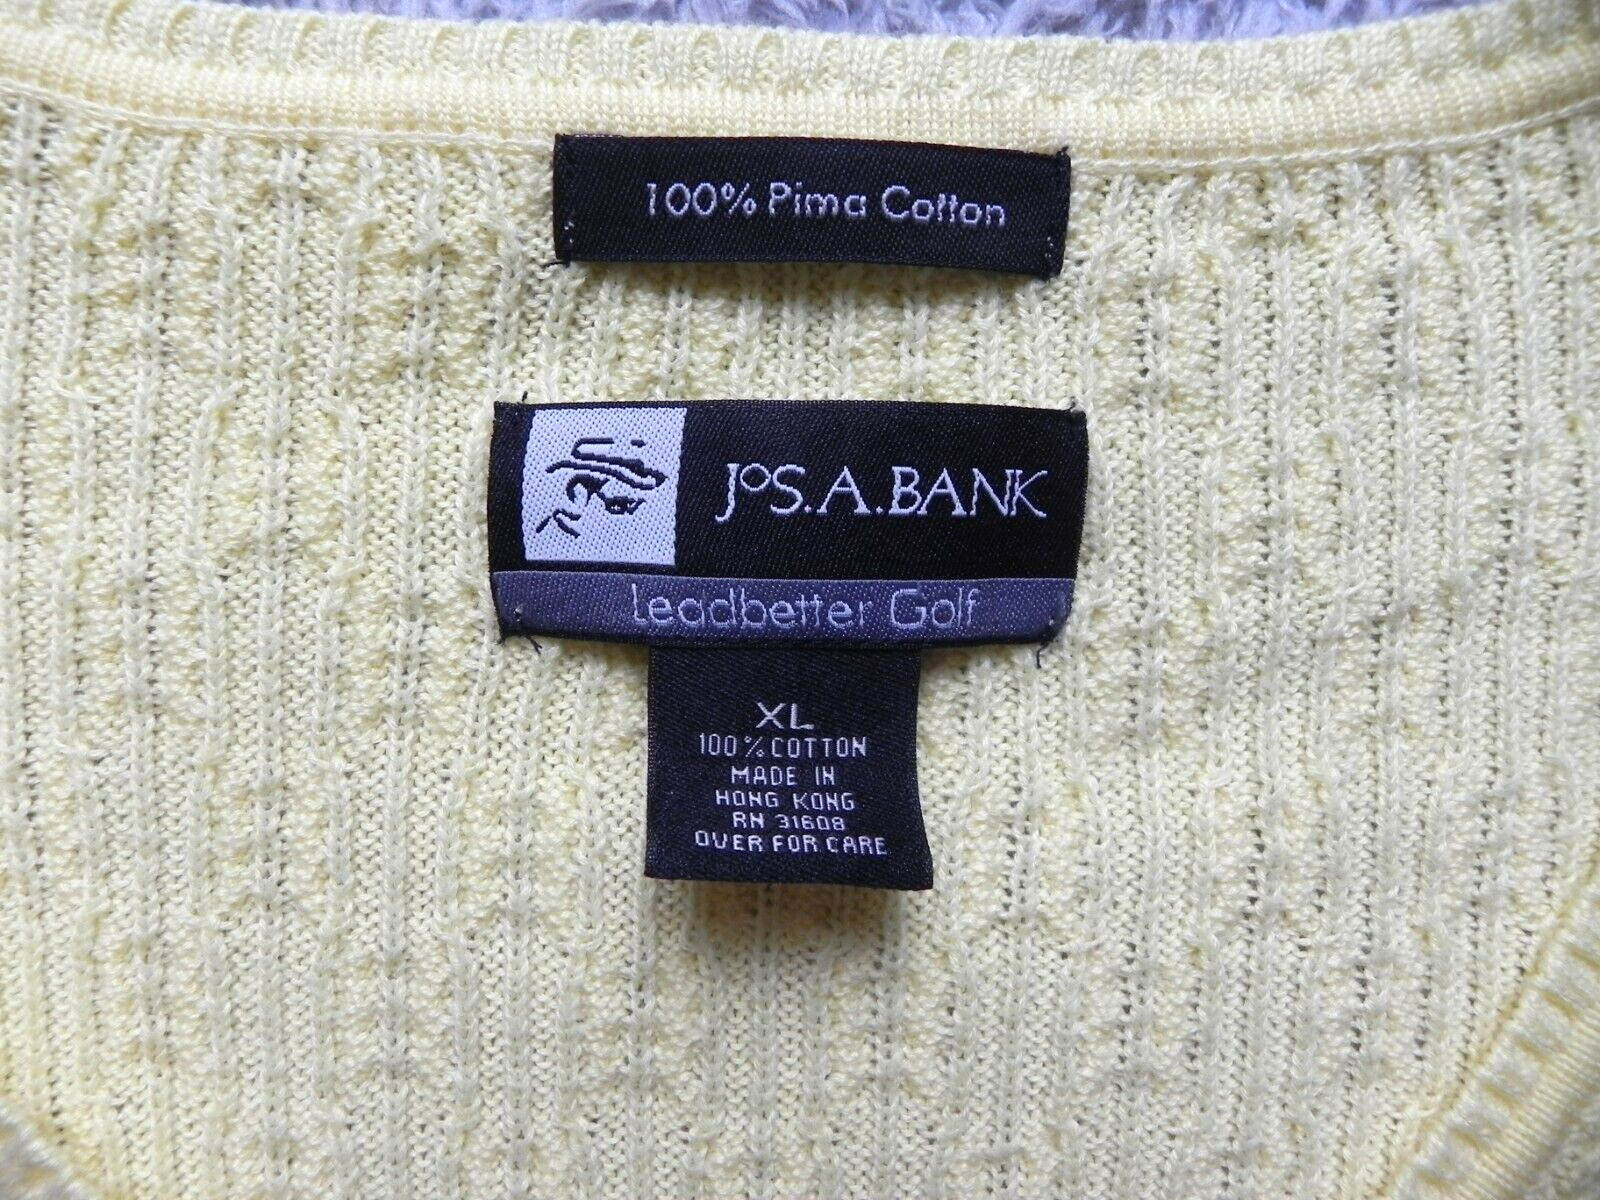 100% Pima Cotton
JoS.A.BANK
Leadbetter Golf
XL
100% COTTON
MADE IN
HONG KONG
RN 31608
OVER FOR CARE